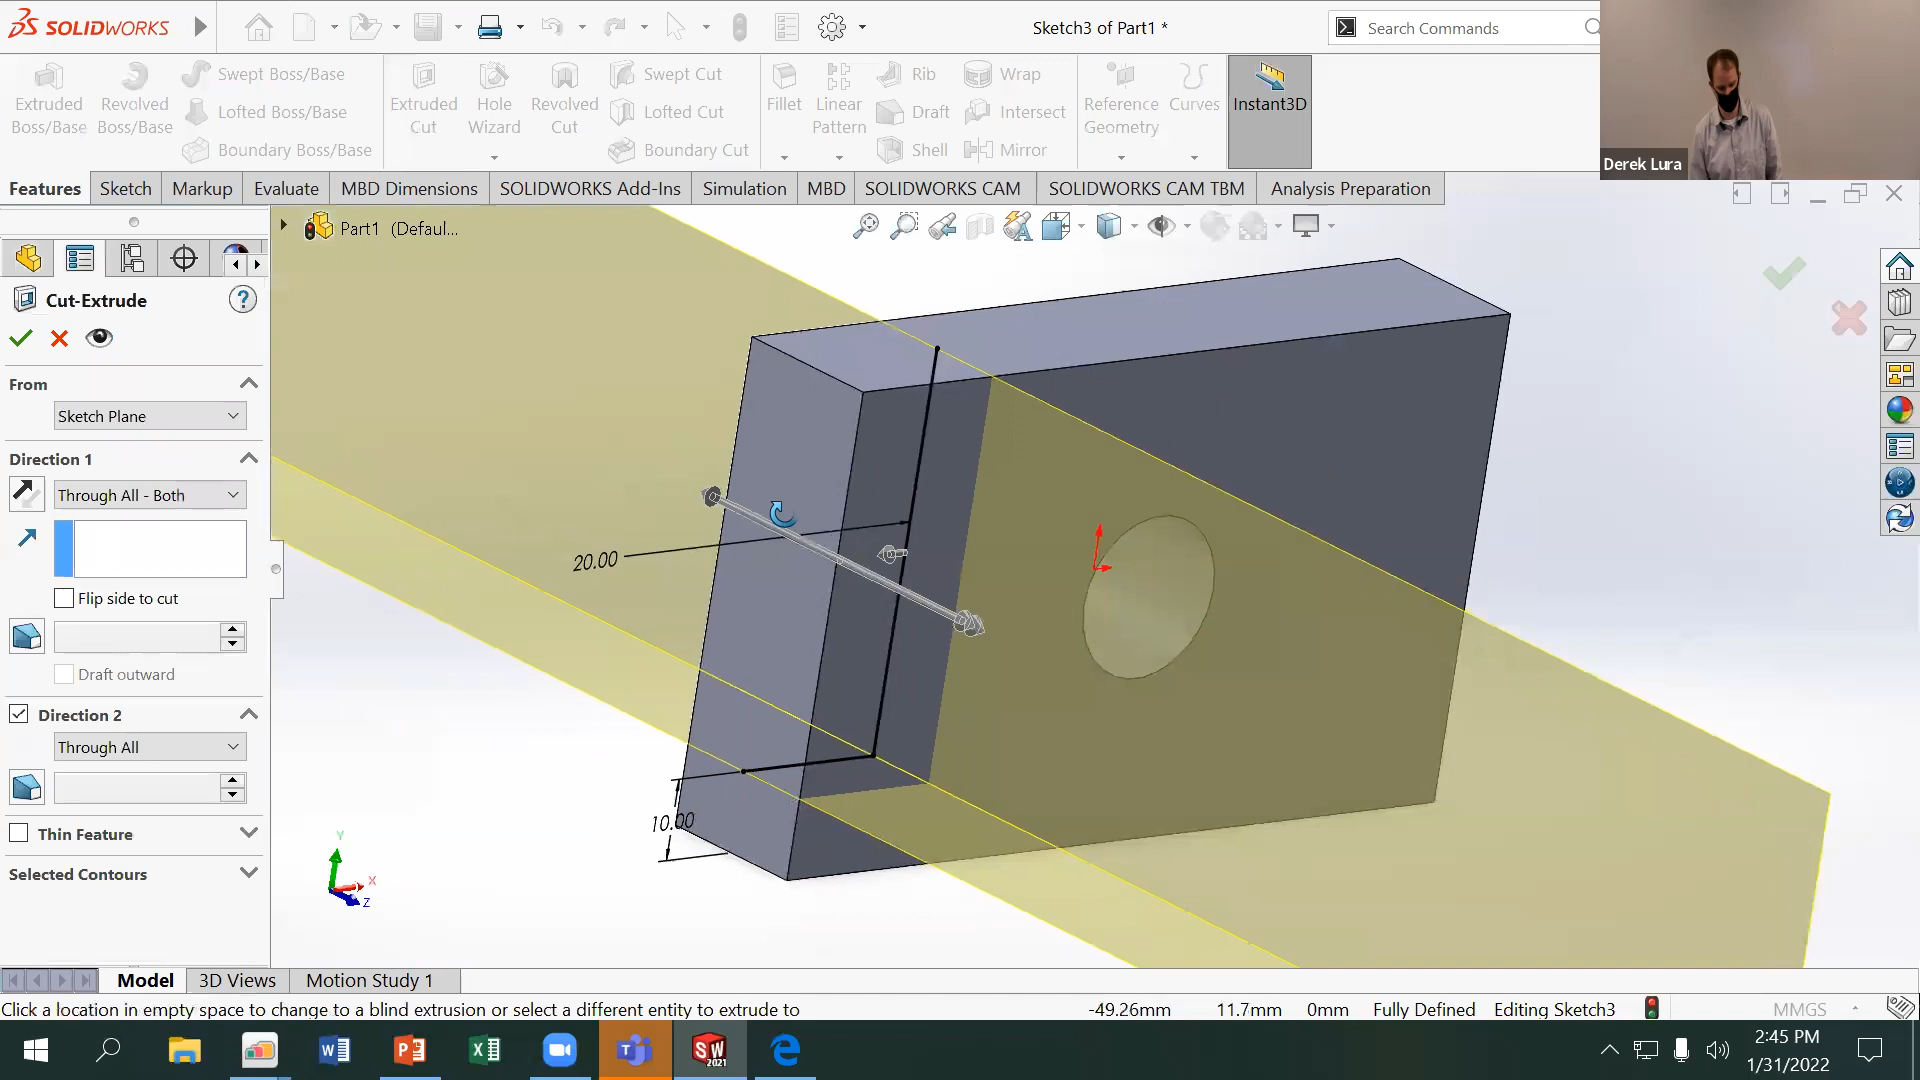 SOLIDWORKS
Sketch3 of Part1 *
Search Commands
Extruded Boss/Base
Revolved Boss/Base
Swept Boss/Base
Lofted Boss/Base
Boundary Boss/Base
Extruded Cut
Hole Wizard
Revolved Cut
Swept Cut
Lofted Cut
Boundary Cut
Fillet
Linear Pattern
Rib
Draft
Shell
Wrap
Intersect
Mirror
Reference Geometry
Curves
Instant3D
Derek Lura
Features
Sketch
Markup
Evaluate
MBD Dimensions
SOLIDWORKS Add-Ins
Simulation
MBD
SOLIDWORKS CAM
SOLIDWORKS CAM TBM
Analysis Preparation
Part1 (Defaul...
Cut-Extrude
From
Sketch Plane
Direction 1
Through All - Both
Flip side to cut
Draft outward
Direction 2
Through All
Thin Feature
Selected Contours
20.00
10.00
Y
X
Z
Model
3D Views
Motion Study 1
Click a location in empty space to change to a blind extrusion or select a different entity to extrude to
-49.26mm
11.7mm
0mm
Fully Defined
Editing Sketch3
MMGS
SW
2021
2:45 PM
1/31/2022